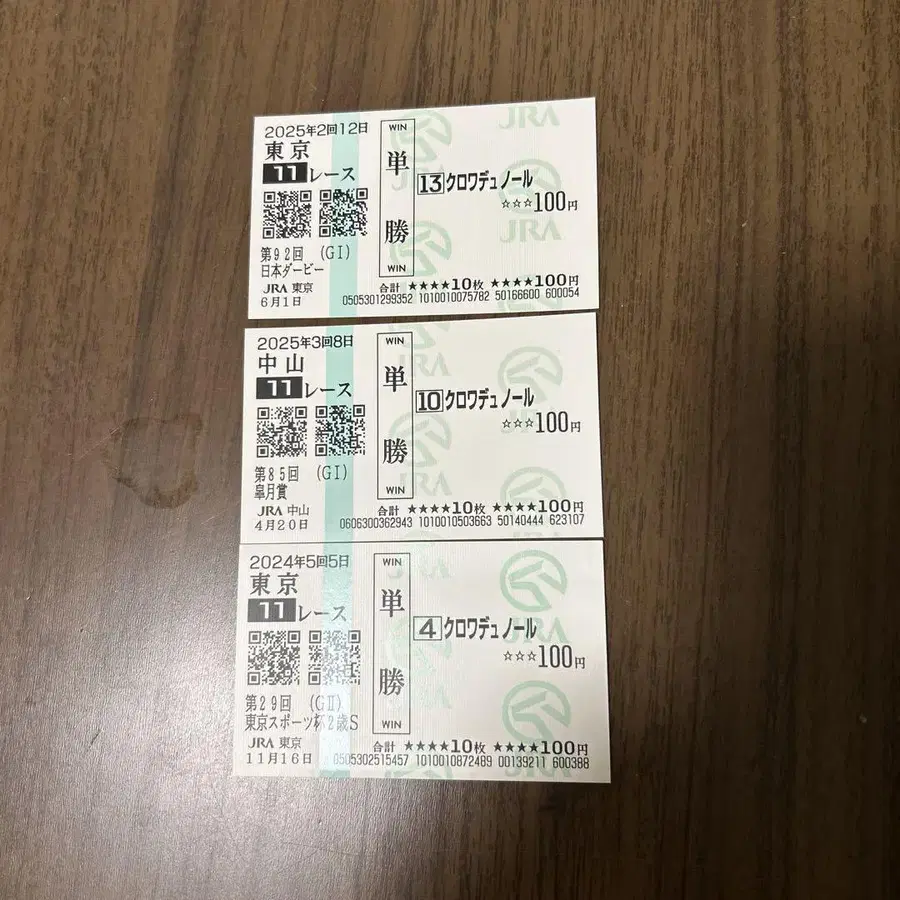 2025年2回12日
東京
11レース
第92回 (GI)
日本ダービー
JRA 東京
6月1日
WIN
単
勝
WIN
13 クロワデュノール
☆☆☆100円
合計 ★★★★10枚 ★★★★100円
0505301299352 1010010075782 50166600 600054
JRA
JRA
2025年3回8日
中山
11レース
第85回 (GI)
皐月賞
JRA 中山
4月20日
WIN
単
勝
WIN
10 クロワデュノール
☆☆☆100円
合計 ★★★★10枚 ★★★★100円
0606300362943 1010010503663 50140444 623107
JRA
2024年5回5日
東京
11レース
第29回 (GII)
東京スポーツ杯2歳S
JRA 東京
11月16日
WIN
単
勝
WIN
4 クロワデュノール
☆☆☆100円
合計 ★★★★10枚 ★★★★100円
0505302515457 1010010872489 00139211 600388
JRA
JRA